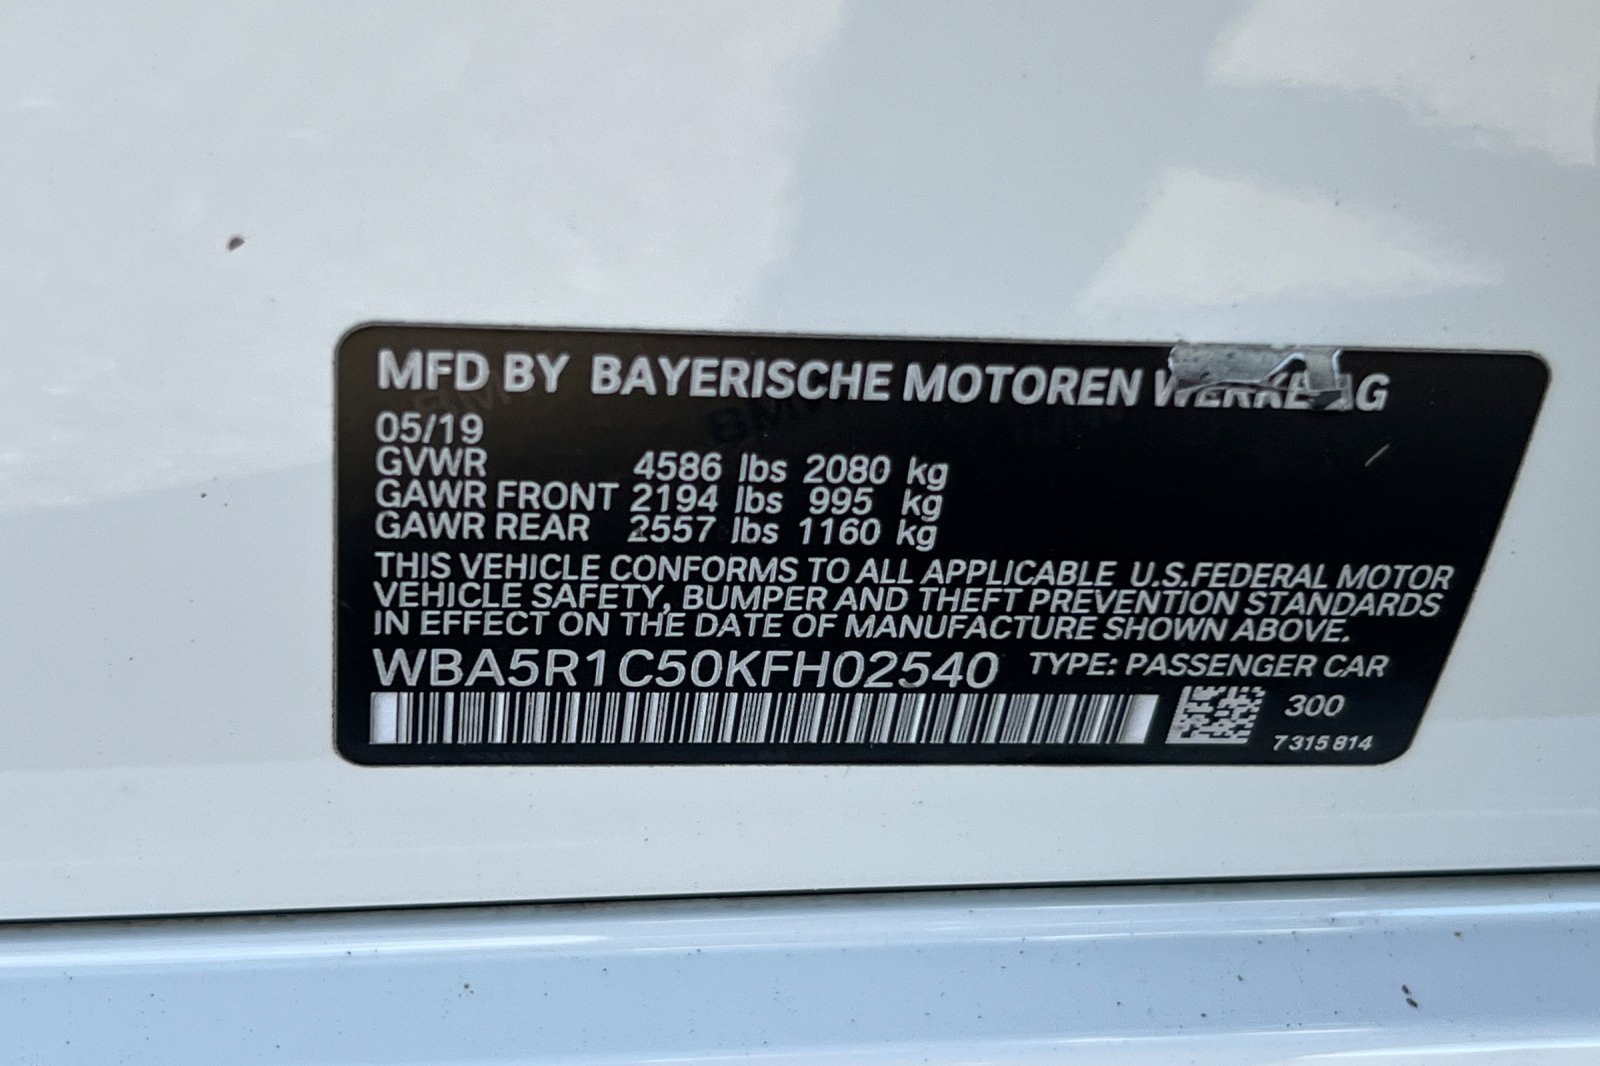 MFD BY BAYERISCHE MOTOREN WERKE AG
05/19
GVWR 4586 lbs 2080 kg
GAWR FRONT 2194 lbs 995 kg
GAWR REAR 2557 lbs 1160 kg
THIS VEHICLE CONFORMS TO ALL APPLICABLE U.S.FEDERAL MOTOR
VEHICLE SAFETY, BUMPER AND THEFT PREVENTION STANDARDS
IN EFFECT ON THE DATE OF MANUFACTURE SHOWN ABOVE.
WBA5R1C50KFH02540 TYPE: PASSENGER CAR
300
7 315 814